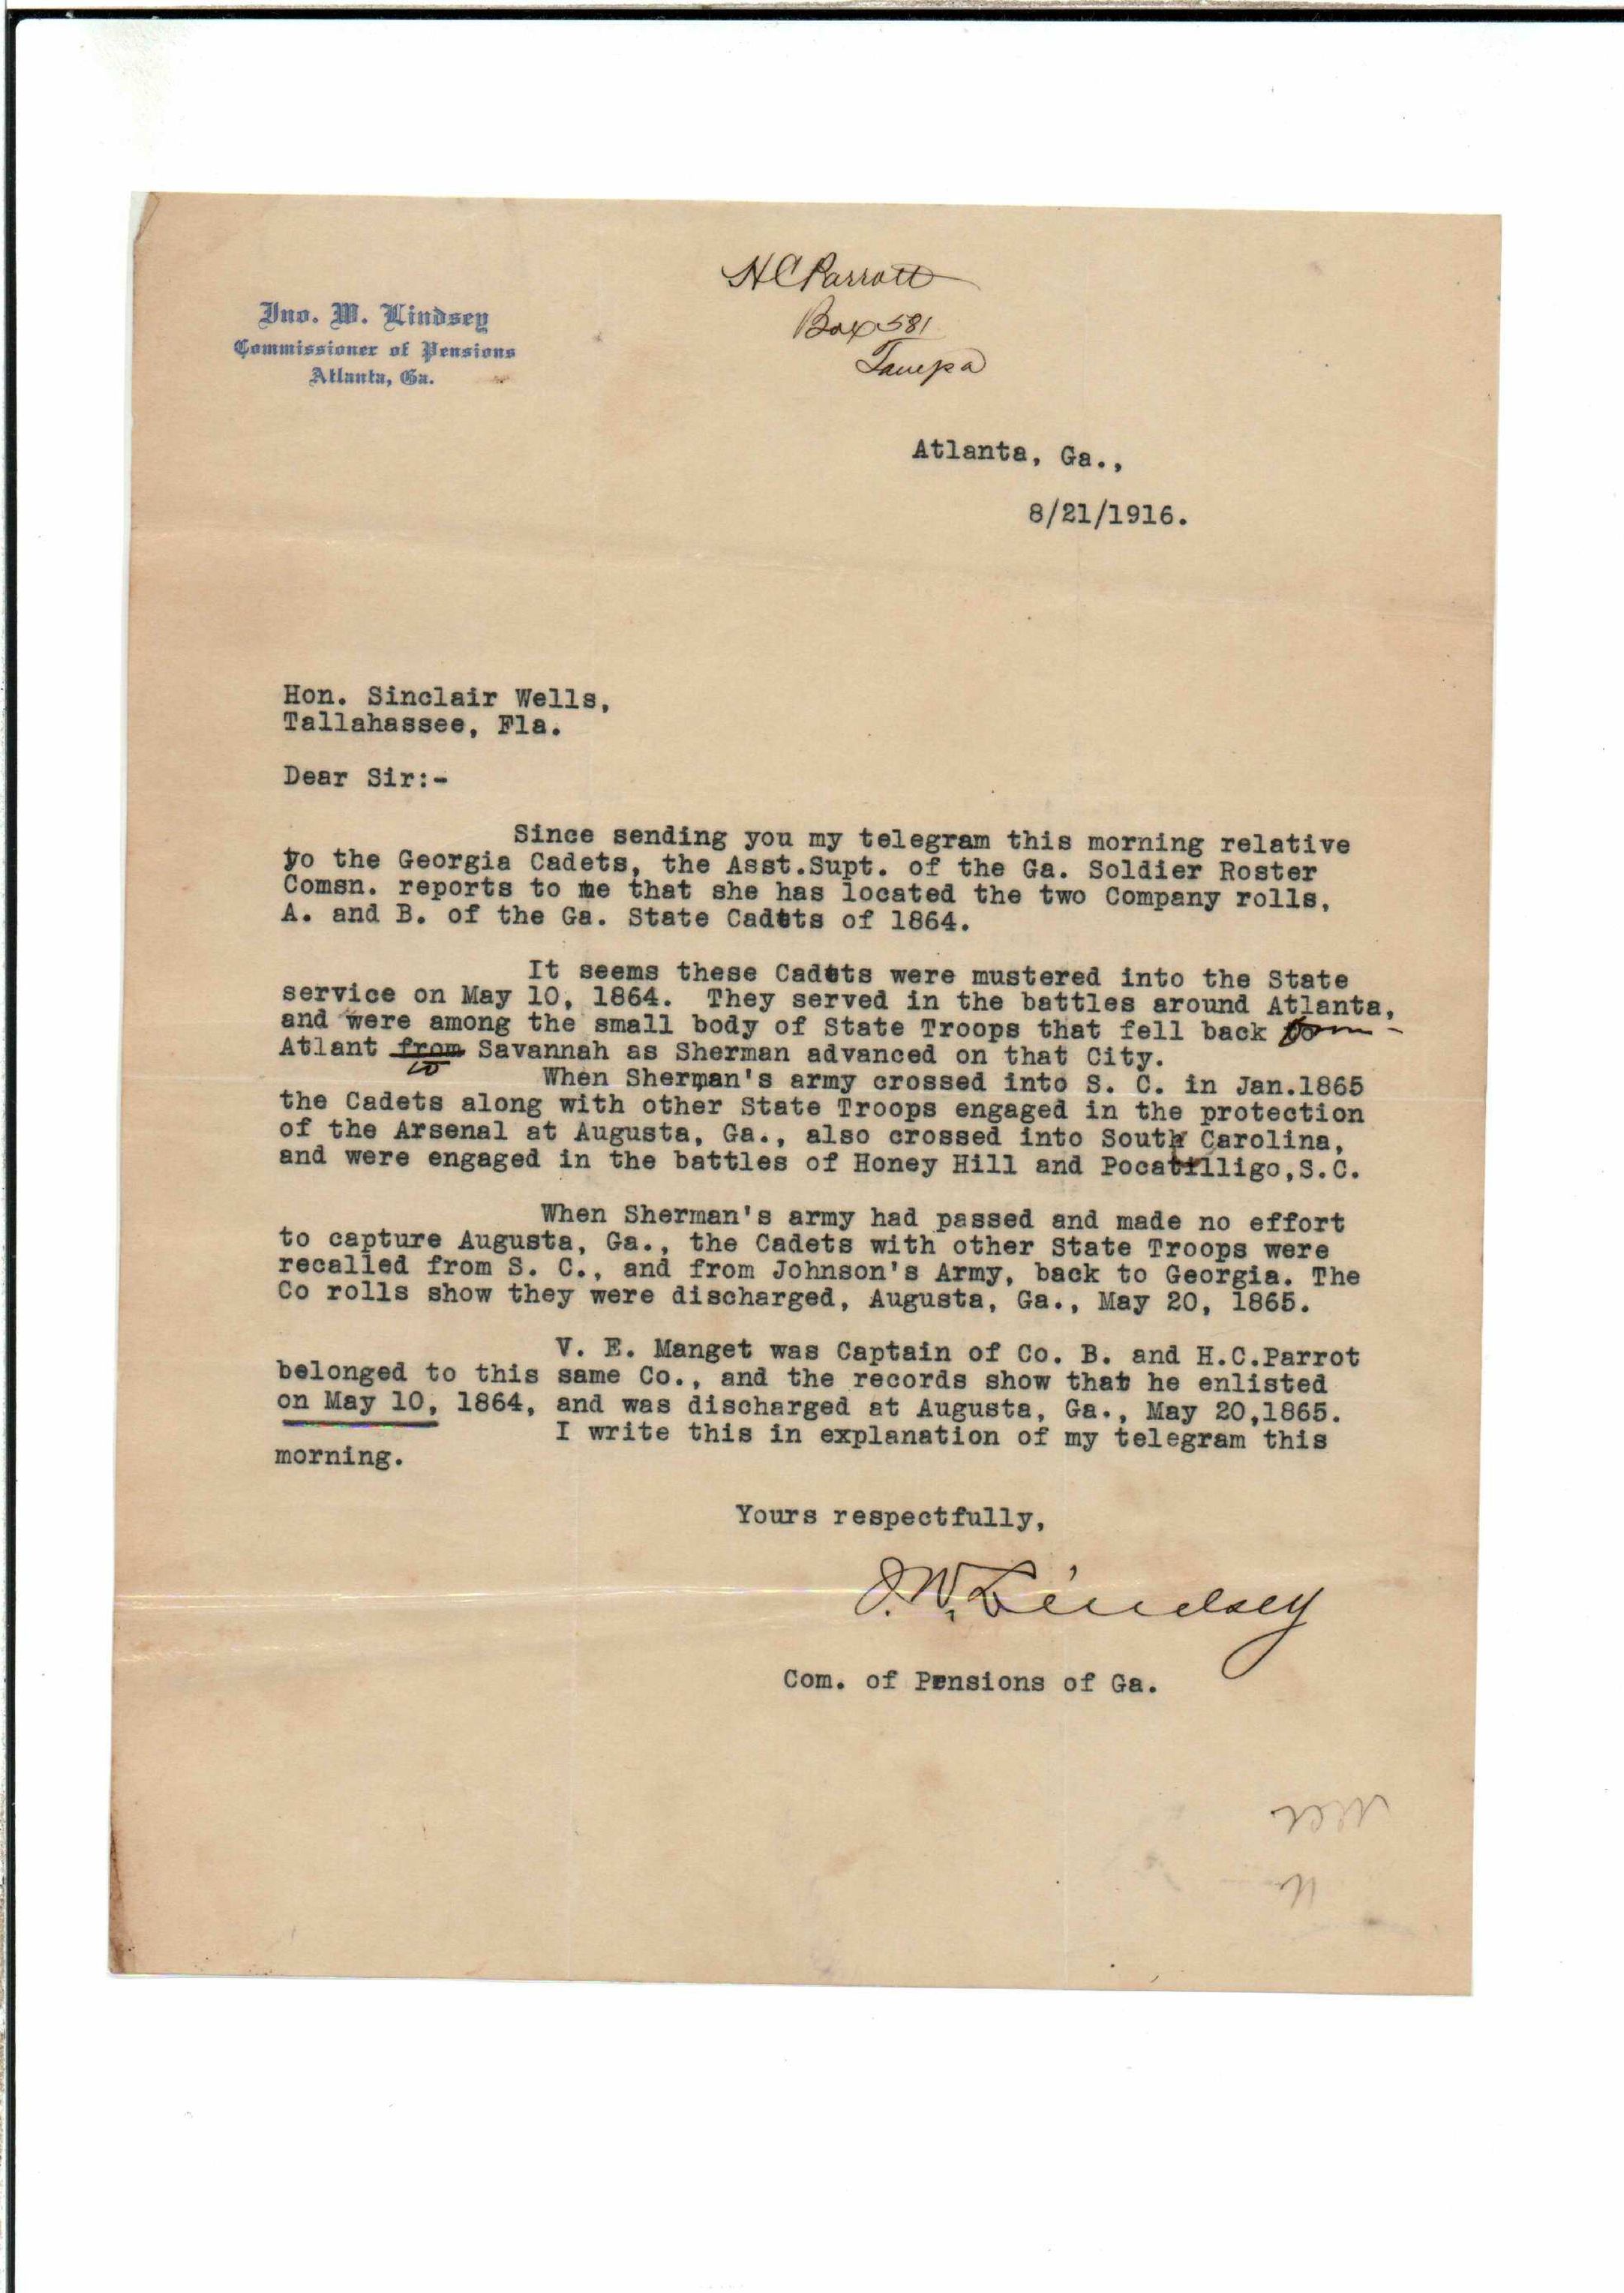 H C Parrott
Box 581
Tampa
Jno. W. Lindsey
Commissioner of Pensions
Atlanta, Ga.
Atlanta, Ga.,
8/21/1916.
Hon. Sinclair Wells,
Tallahassee, Fla.
Dear Sir:-
Since sending you my telegram this morning relative
to the Georgia Cadets, the Asst.Supt. of the Ga. Soldier Roster
Comsn. reports to me that she has located the two Company rolls,
A. and B. of the Ga. State Cadets of 1864.
It seems these Cadets were mustered into the State
service on May 10, 1864. They served in the battles around Atlanta,
and were among the small body of State Troops that fell back from
Atlant from Savannah as Sherman advanced on that City.
to
When Sherman's army crossed into S. C. in Jan.1865
the Cadets along with other State Troops engaged in the protection
of the Arsenal at Augusta, Ga., also crossed into South Carolina,
and were engaged in the battles of Honey Hill and Pocatilligo,S.C.
When Sherman's army had passed and made no effort
to capture Augusta, Ga., the Cadets with other State Troops were
recalled from S. C., and from Johnson's Army, back to Georgia. The
Co rolls show they were discharged, Augusta, Ga., May 20, 1865.
V. E. Manget was Captain of Co. B. and H.C.Parrot
belonged to this same Co., and the records show that he enlisted
on May 10, 1864, and was discharged at Augusta, Ga., May 20,1865.
I write this in explanation of my telegram this
morning.
Yours respectfully,
J. W. Lindsey
Com. of Pensions of Ga.